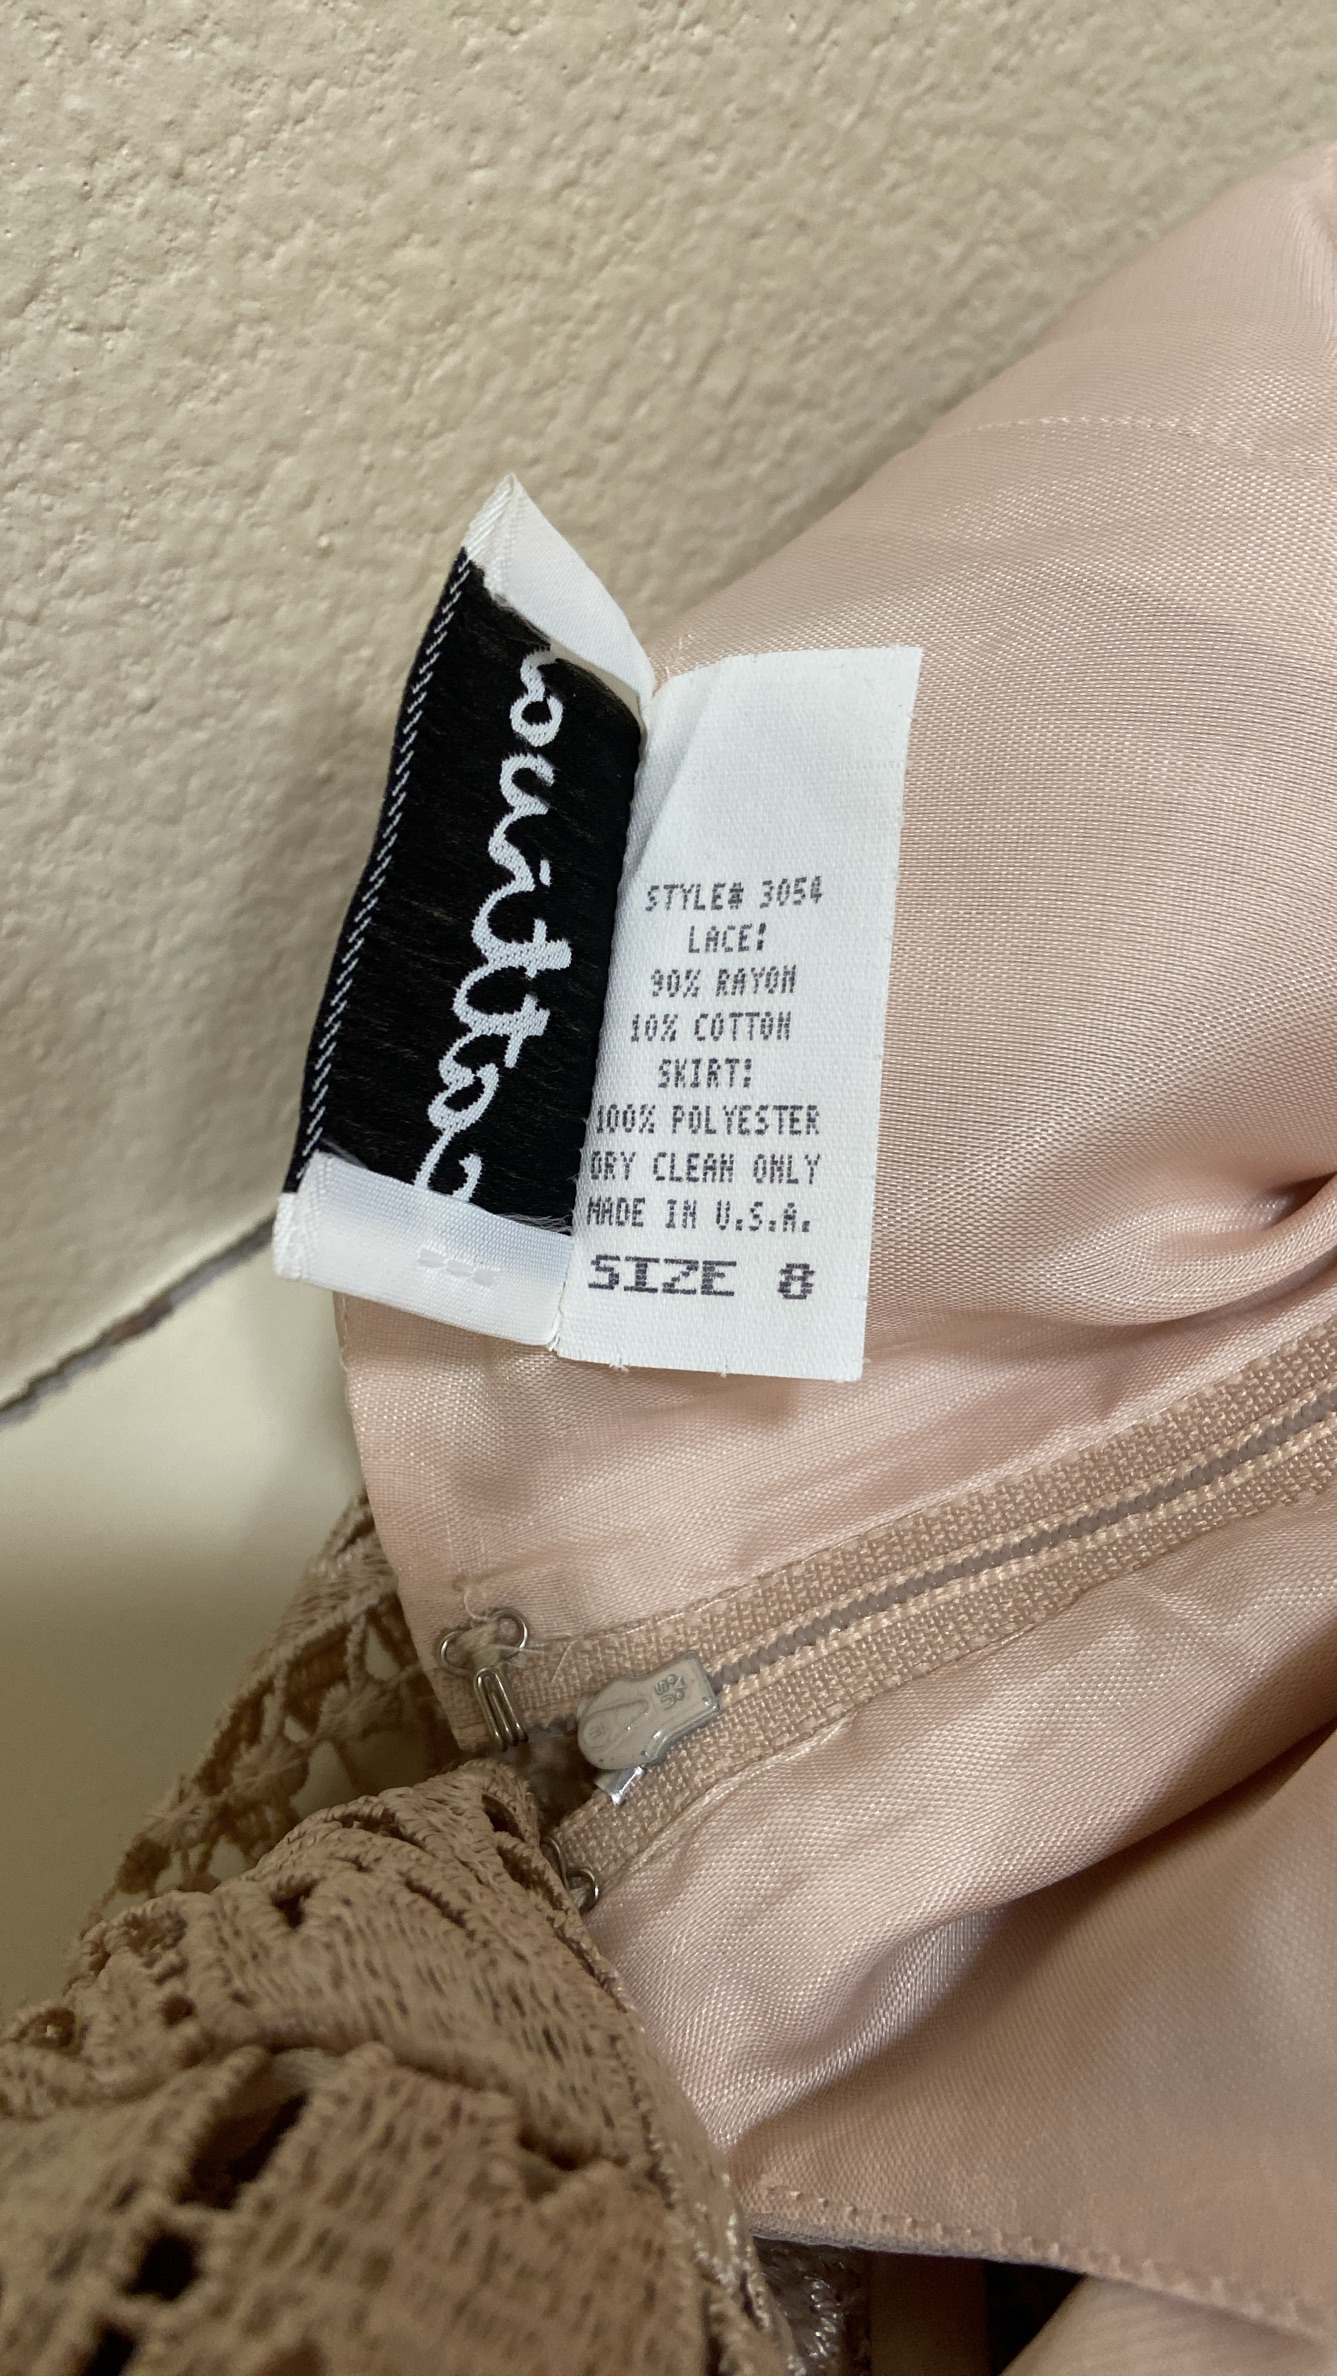 STYLE# 3054
LACE:
90% RAYON
10% COTTON
SKIRT:
100% POLYESTER
DRY CLEAN ONLY
MADE IN U.S.A.
SIZE 8